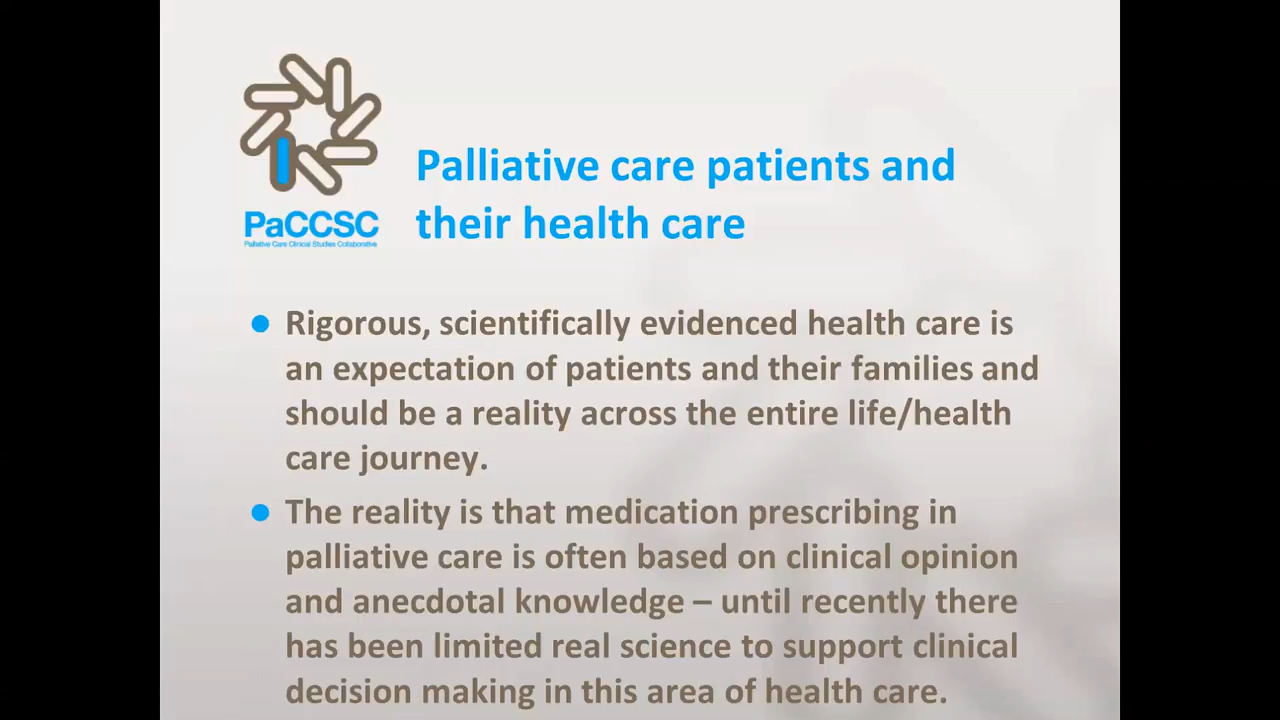 PaCCSC
Palliative Care Clinical Studies Collaborative
Palliative care patients and
their health care
Rigorous, scientifically evidenced health care is
an expectation of patients and their families and
should be a reality across the entire life/health
care journey.
The reality is that medication prescribing in
palliative care is often based on clinical opinion
and anecdotal knowledge – until recently there
has been limited real science to support clinical
decision making in this area of health care.